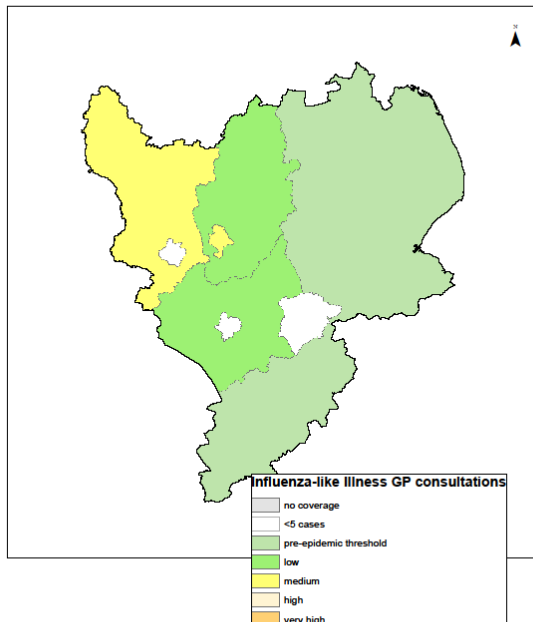 Influenza-like Illness GP consultations
no coverage
<5 cases
pre-epidemic threshold
low
medium
high
very high